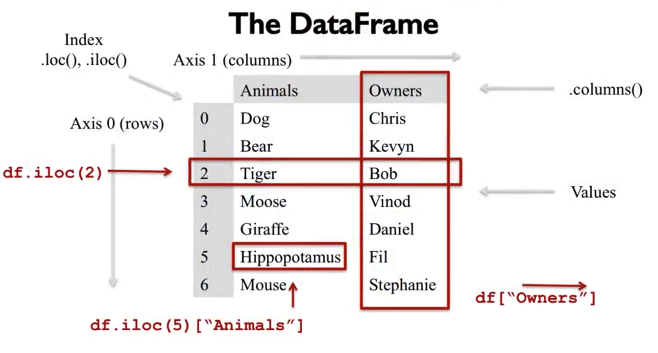 The DataFrame
Index
.loc(), .iloc()
Axis 1 (columns)
Animals Owners
.columns()
Axis 0 (rows)
0 Dog Chris
1 Bear Kevyn
df.iloc(2)
2 Tiger Bob
3 Moose Vinod
Values
4 Giraffe Daniel
5 Hippopotamus Fil
6 Mouse Stephanie
df[“Owners”]
df.iloc(5)[“Animals”]